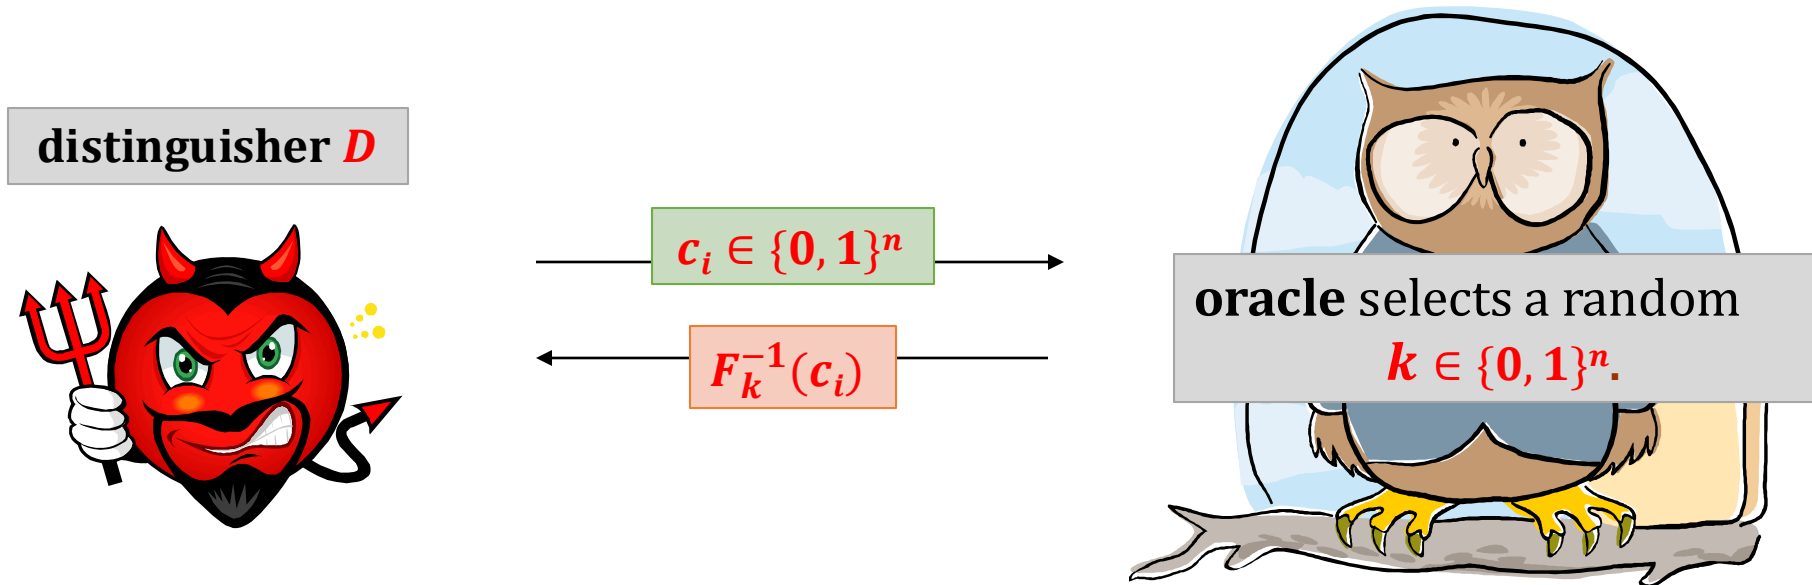 distinguisher D
c_i ∈ {0, 1}^n
F_k^{-1}(c_i)
oracle selects a random
k ∈ {0, 1}^n.